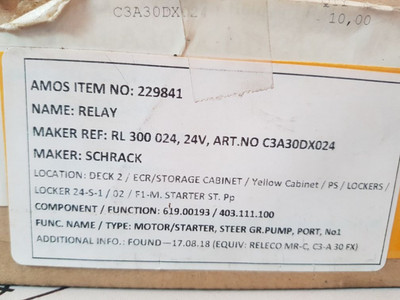 C3A30DX024
10,00
AMOS ITEM NO: 229841
NAME: RELAY
MAKER REF: RL 300 024, 24V, ART.NO C3A30DX024
MAKER: SCHRACK
LOCATION: DECK 2 / ECR/STORAGE CABINET / Yellow Cabinet / PS / LOCKERS /
LOCKER 24-S-1 / 02 / F1-M. STARTER ST. Pp
COMPONENT / FUNCTION: 619.00193 / 403.111.100
FUNC. NAME / TYPE: MOTOR/STARTER, STEER GR.PUMP, PORT, No1
ADDITIONAL INFO.: FOUND—17.08.18 (EQUIV: RELECO MR-C, C3-A 30 FX)